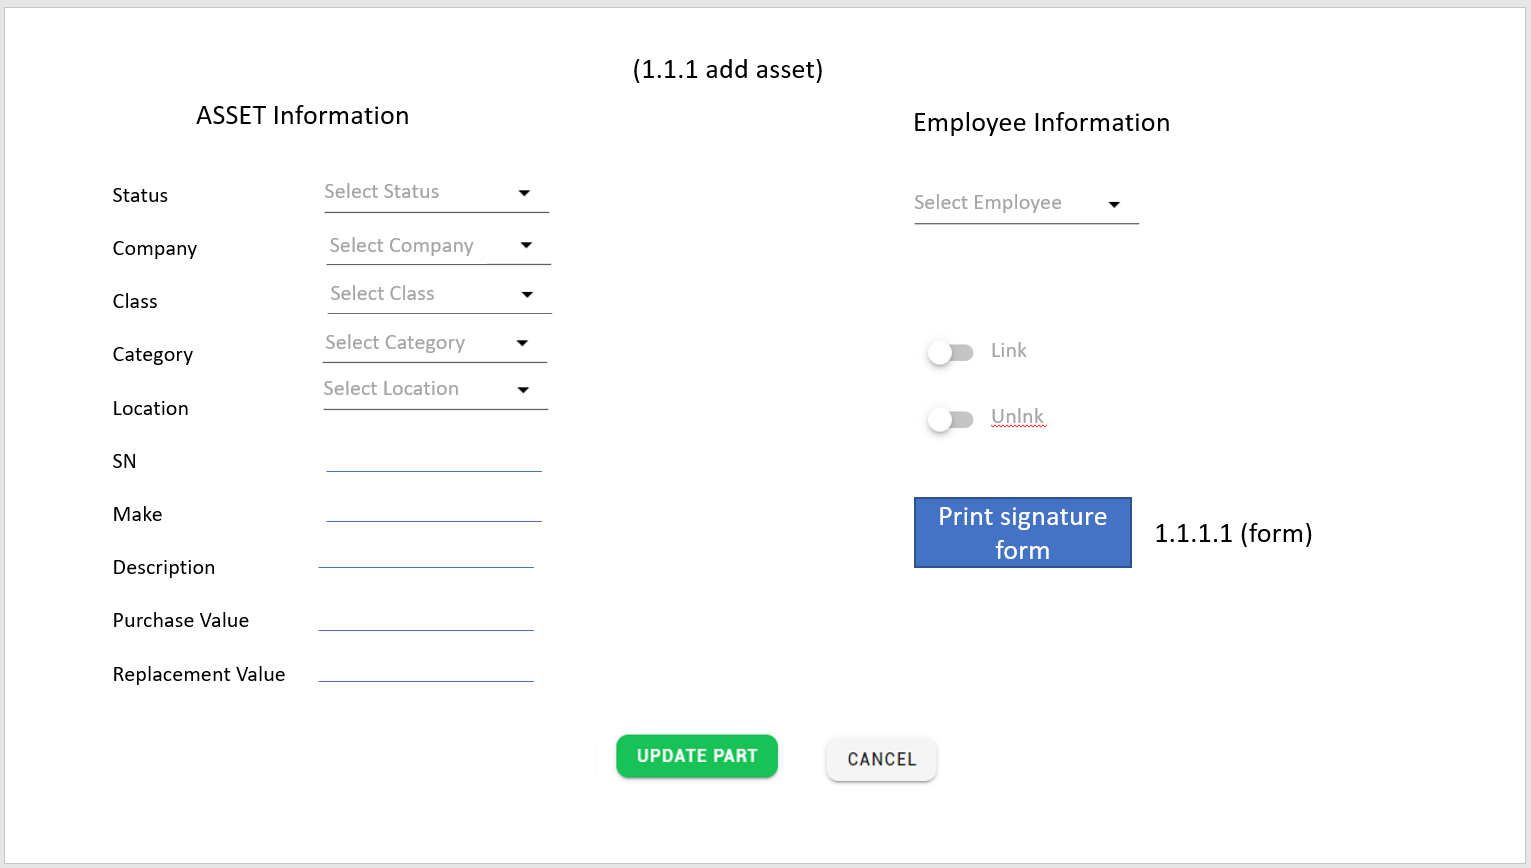 (1.1.1 add asset)
ASSET Information
Employee Information
Status
Select Status
Select Employee
Company
Select Company
Class
Select Class
Category
Select Category
Link
Location
Select Location
Unlnk
SN
Make
Print signature
form
1.1.1.1 (form)
Description
Purchase Value
Replacement Value
UPDATE PART
CANCEL